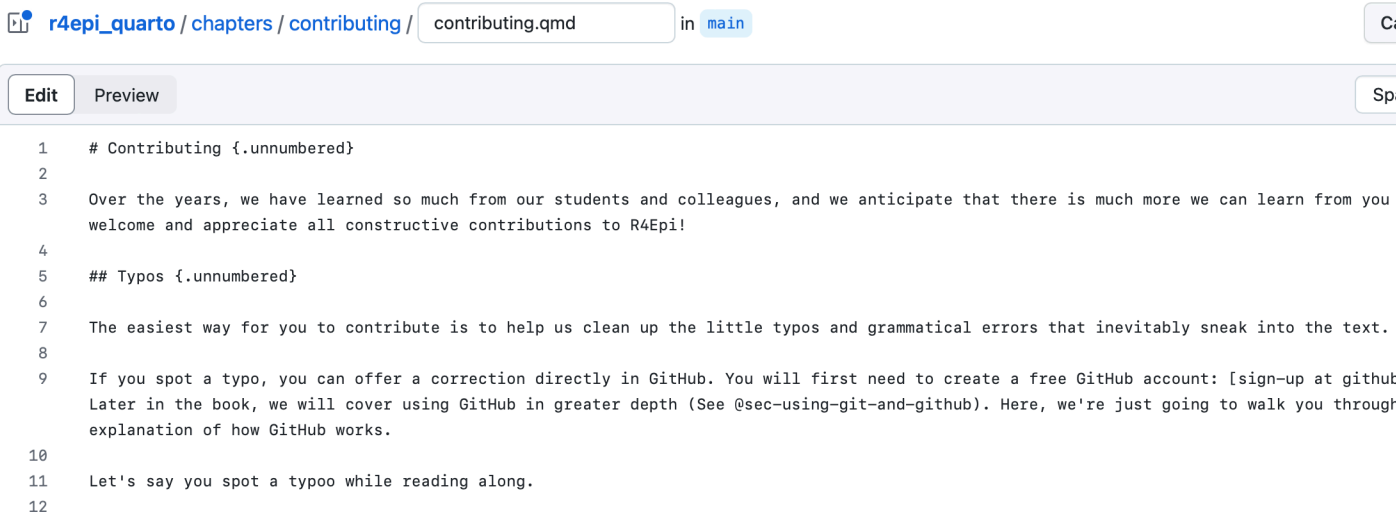 r4epi_quarto / chapters / contributing / contributing.qmd in main
Edit Preview
1 # Contributing {.unnumbered}
2
3 Over the years, we have learned so much from our students and colleagues, and we anticipate that there is much more we can learn from you
welcome and appreciate all constructive contributions to R4Epi!
4
5 ## Typos {.unnumbered}
6
7 The easiest way for you to contribute is to help us clean up the little typos and grammatical errors that inevitably sneak into the text.
8
9 If you spot a typo, you can offer a correction directly in GitHub. You will first need to create a free GitHub account: [sign-up at github
Later in the book, we will cover using GitHub in greater depth (See @sec-using-git-and-github). Here, we're just going to walk you through
explanation of how GitHub works.
10
11 Let's say you spot a typoo while reading along.
12